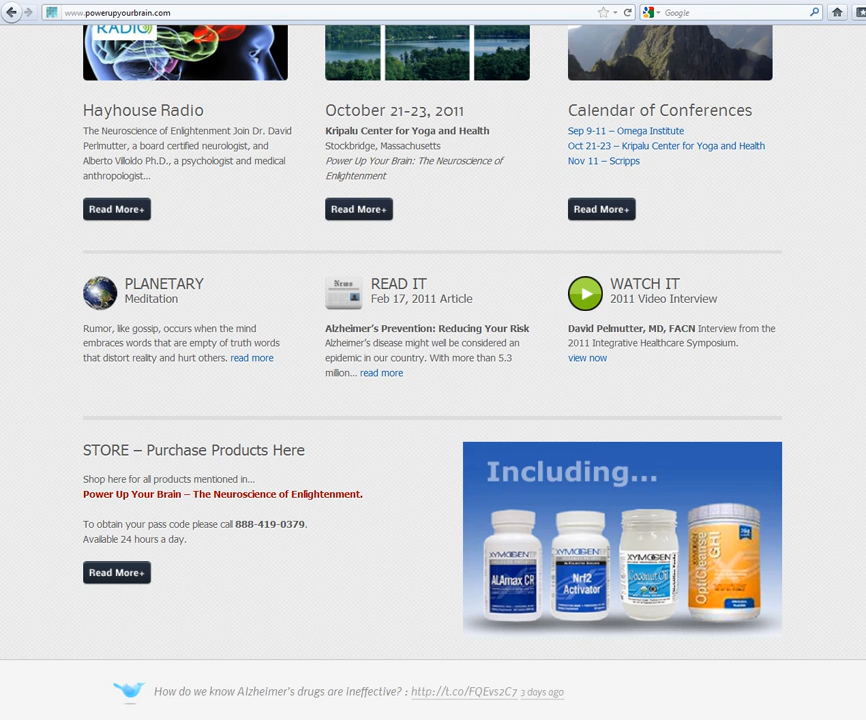 www.powerupyourbrain.com
Google
RADIO
Hayhouse Radio
The Neuroscience of Enlightenment Join Dr. David
Perlmutter, a board certified neurologist, and
Alberto Villoldo Ph.D., a psychologist and medical
anthropologist...
Read More+
October 21-23, 2011
Kripalu Center for Yoga and Health
Stockbridge, Massachusetts
Power Up Your Brain: The Neuroscience of
Enlightenment
Read More+
Calendar of Conferences
Sep 9-11 – Omega Institute
Oct 21-23 – Kripalu Center for Yoga and Health
Nov 11 – Scripps
Read More+
PLANETARY
Meditation
Rumor, like gossip, occurs when the mind
embraces words that are empty of truth words
that distort reality and hurt others. read more
News
READ IT
Feb 17, 2011 Article
Alzheimer's Prevention: Reducing Your Risk
Alzheimer's disease might well be considered an
epidemic in our country. With more than 5.3
million... read more
WATCH IT
2011 Video Interview
David Pelmutter, MD, FACN Interview from the
2011 Integrative Healthcare Symposium.
view now
STORE – Purchase Products Here
Shop here for all products mentioned in...
Power Up Your Brain – The Neuroscience of Enlightenment.
To obtain your pass code please call 888-419-0379.
Available 24 hours a day.
Read More+
Including...
XYMOGEN
ALAmax CR
XYMOGEN
Nrf2
Activator
XYMOGEN
Coconut Oil
XYMOGEN
OptiCleanse
GHI
How do we know Alzheimer's drugs are ineffective? : http://t.co/FQEvs2C7 3 days ago